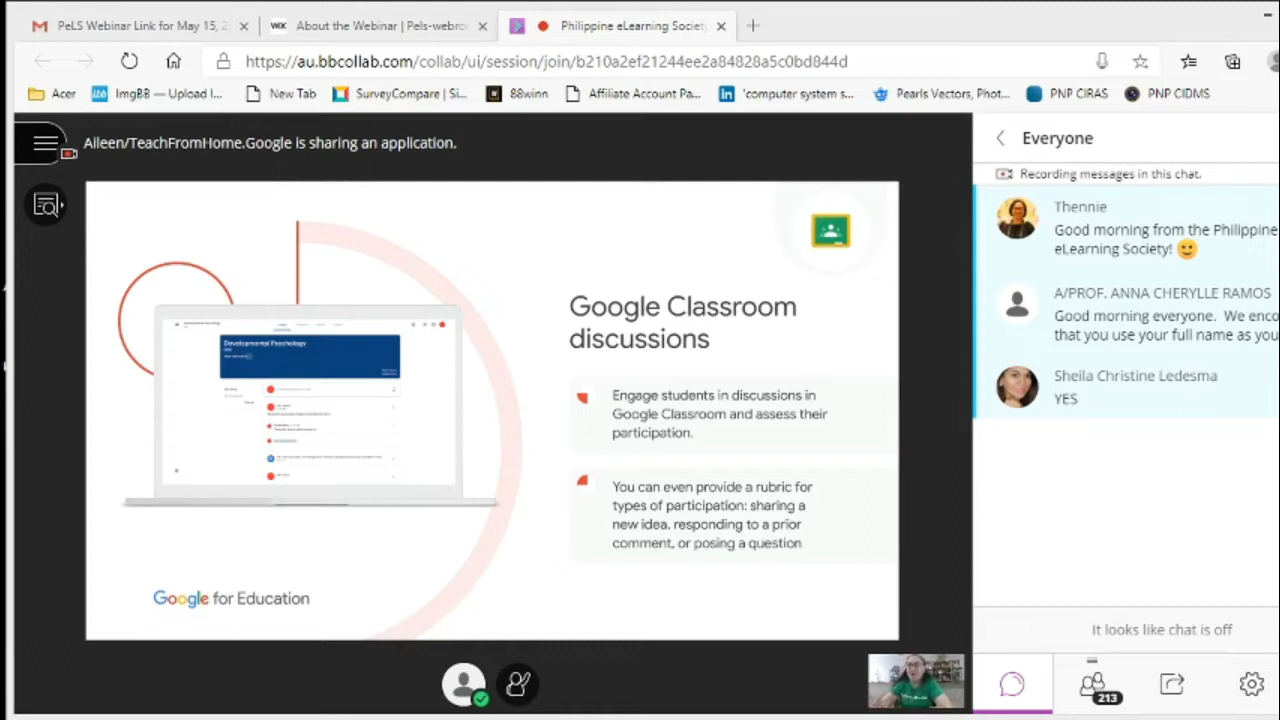 PeLS Webinar Link for May 15, 2
About the Webinar | Pels-webro
Philippine eLearning Society
https://au.bbcollab.com/collab/ui/session/join/b210a2ef21244ee2a84828a5c0bd844d
Acer
ImgBB — Upload I...
New Tab
SurveyCompare | Si...
88winn
Affiliate Account Pa...
'computer system s...
Pearls Vectors, Phot...
PNP CIRAS
PNP CIDMS
Aileen/TeachFromHome.Google is sharing an application.
Developmental Psychology
Google Classroom
discussions
Engage students in discussions in
Google Classroom and assess their
participation.
You can even provide a rubric for
types of participation: sharing a
new idea, responding to a prior
comment, or posing a question
Google for Education
Everyone
Recording messages in this chat.
Thennie
Good morning from the Philippine
eLearning Society!
A/PROF. ANNA CHERYLLE RAMOS
Good morning everyone. We enco
that you use your full name as you
Sheila Christine Ledesma
YES
It looks like chat is off
213